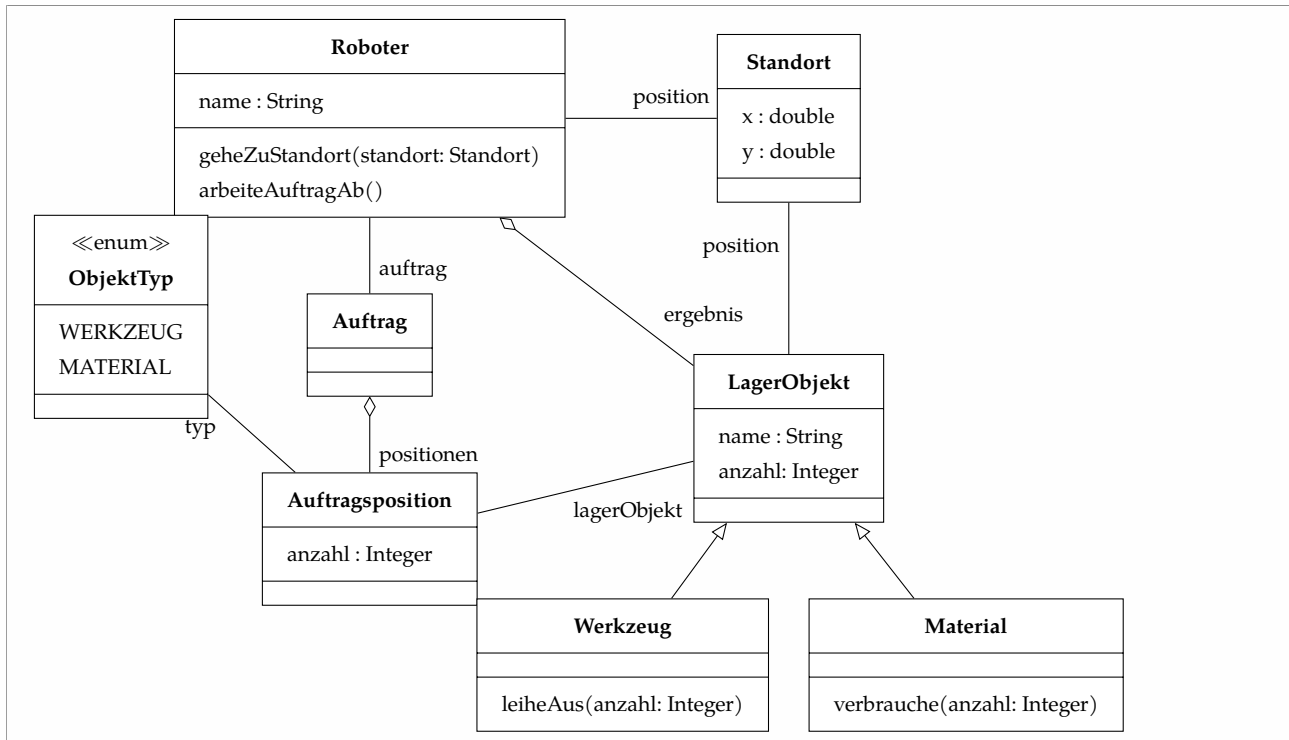 Roboter
name : String
geheZuStandort(standort: Standort)
arbeiteAuftragAb()
position
Standort
x : double
y : double
≪enum≫
ObjektTyp
WERKZEUG
MATERIAL
auftrag
Auftrag
position
ergebnis
LagerObjekt
name : String
anzahl: Integer
typ
positionen
Auftragsposition
anzahl : Integer
lagerObjekt
Werkzeug
leiheAus(anzahl: Integer)
Material
verbrauche(anzahl: Integer)